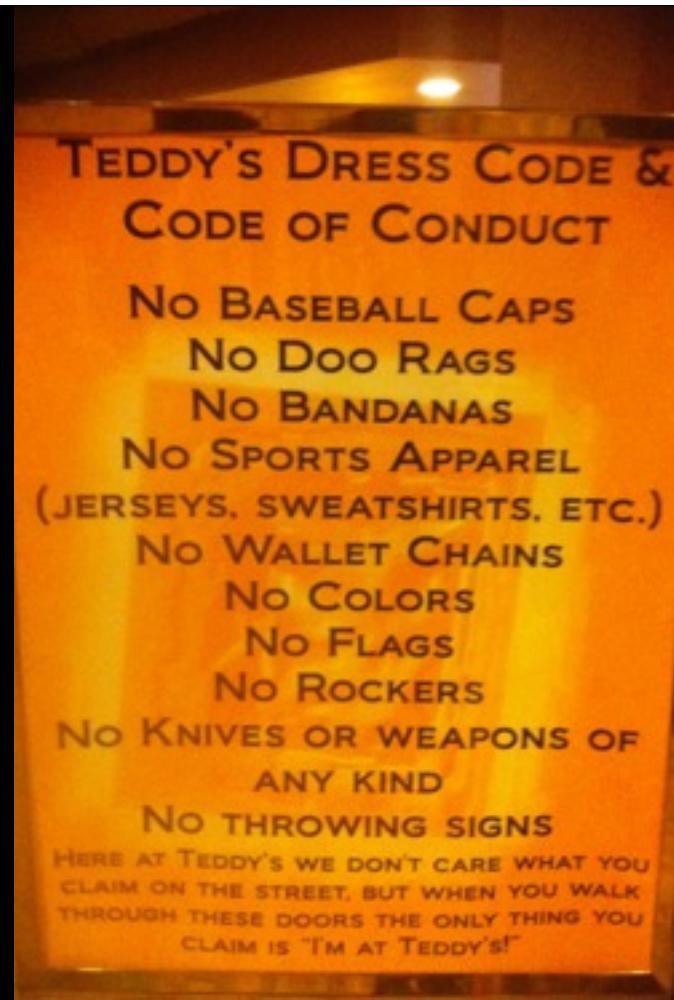 TEDDY'S DRESS CODE &
CODE OF CONDUCT
NO BASEBALL CAPS
NO DOO RAGS
NO BANDANAS
NO SPORTS APPAREL
(JERSEYS, SWEATSHIRTS, ETC.)
NO WALLET CHAINS
NO COLORS
NO FLAGS
NO ROCKERS
NO KNIVES OR WEAPONS OF
ANY KIND
NO THROWING SIGNS
HERE AT TEDDY'S WE DON'T CARE WHAT YOU
CLAIM ON THE STREET, BUT WHEN YOU WALK
THROUGH THESE DOORS THE ONLY THING YOU
CLAIM IS "I'M AT TEDDY'S!"